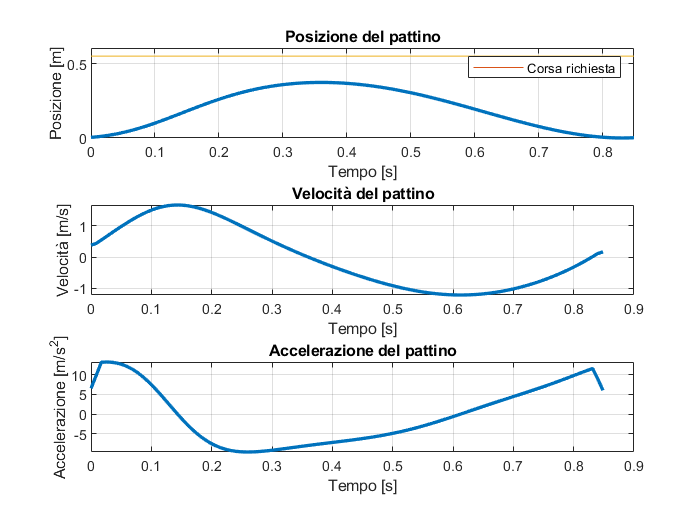 Posizione del pattino
Posizione [m]
0.5
0
Corsa richiesta
0 0.1 0.2 0.3 0.4 0.5 0.6 0.7 0.8
Tempo [s]
Velocità del pattino
Velocità [m/s]
1
0
-1
0 0.1 0.2 0.3 0.4 0.5 0.6 0.7 0.8 0.9
Tempo [s]
Accelerazione del pattino
Accelerazione [m/s²]
10
5
0
-5
0 0.1 0.2 0.3 0.4 0.5 0.6 0.7 0.8 0.9
Tempo [s]